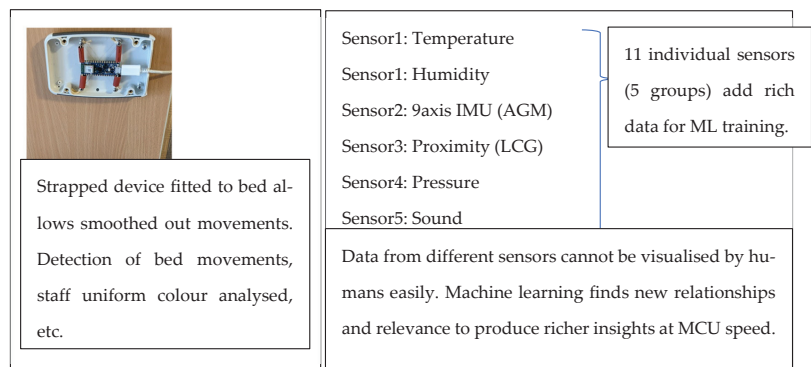 Strapped device fitted to bed al-
lows smoothed out movements.
Detection of bed movements,
staff uniform colour analysed,
etc.
Sensor1: Temperature
Sensor1: Humidity
Sensor2: 9axis IMU (AGM)
Sensor3: Proximity (LCG)
Sensor4: Pressure
Sensor5: Sound
11 individual sensors
(5 groups) add rich
data for ML training.
Data from different sensors cannot be visualised by hu-
mans easily. Machine learning finds new relationships
and relevance to produce richer insights at MCU speed.